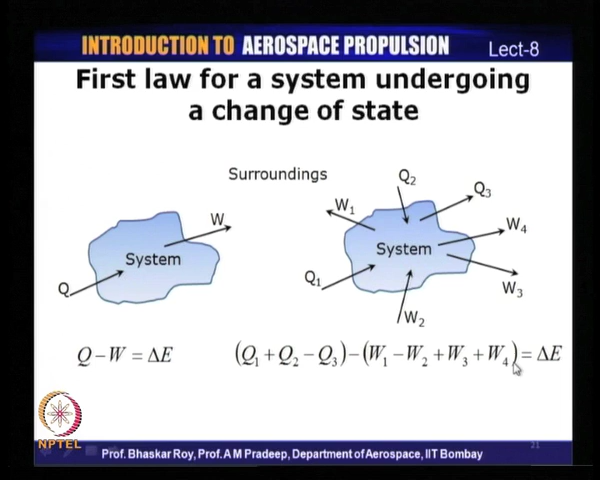 INTRODUCTION TO AEROSPACE PROPULSION Lect-8
First law for a system undergoing
a change of state
Surroundings
System
Q
W
System
Q1
Q2
Q3
W1
W2
W3
W4
Q – W = ΔE
(Q1 + Q2 – Q3) – (W1 – W2 + W3 + W4) = ΔE
NPTEL
21
Prof. Bhaskar Roy, Prof. A M Pradeep, Department of Aerospace, IIT Bombay